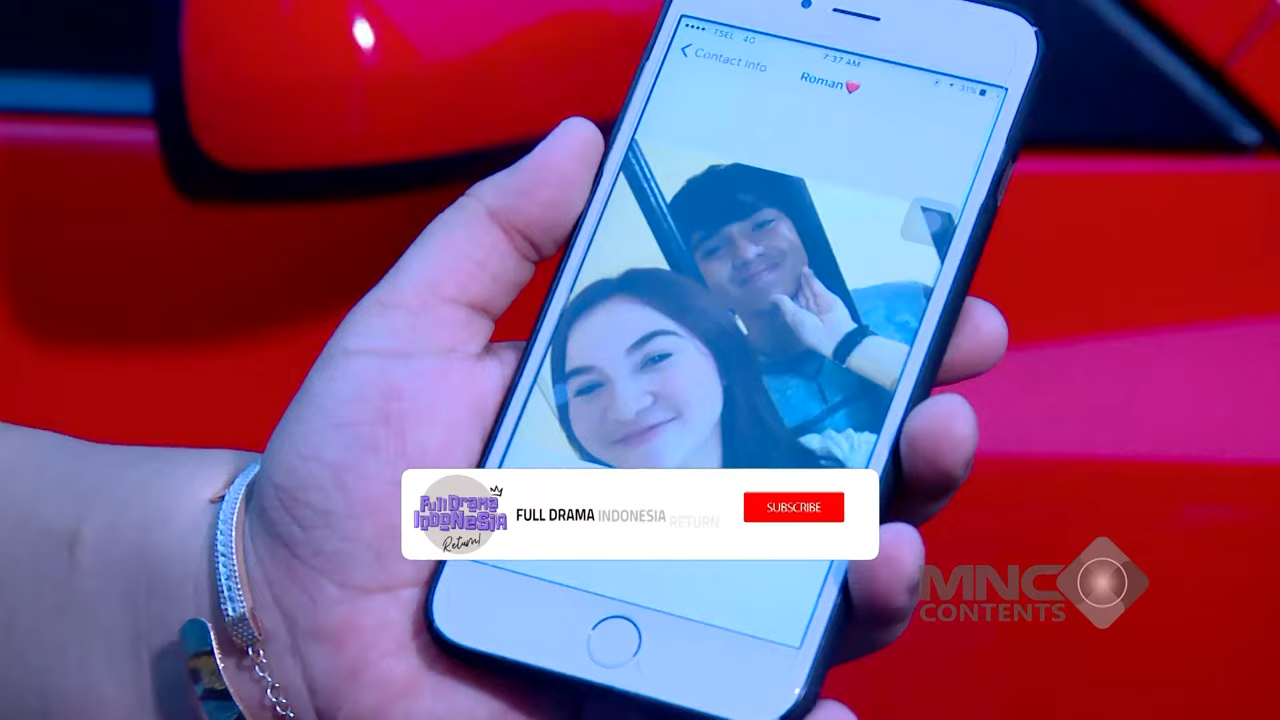 TSEL 4G
7:37 AM
31%
Contact Info
Roman❤️
Full Drama
IndoNesia
Return!
FULL DRAMA INDONESIA RETURN
SUBSCRIBE
MNC
CONTENTS